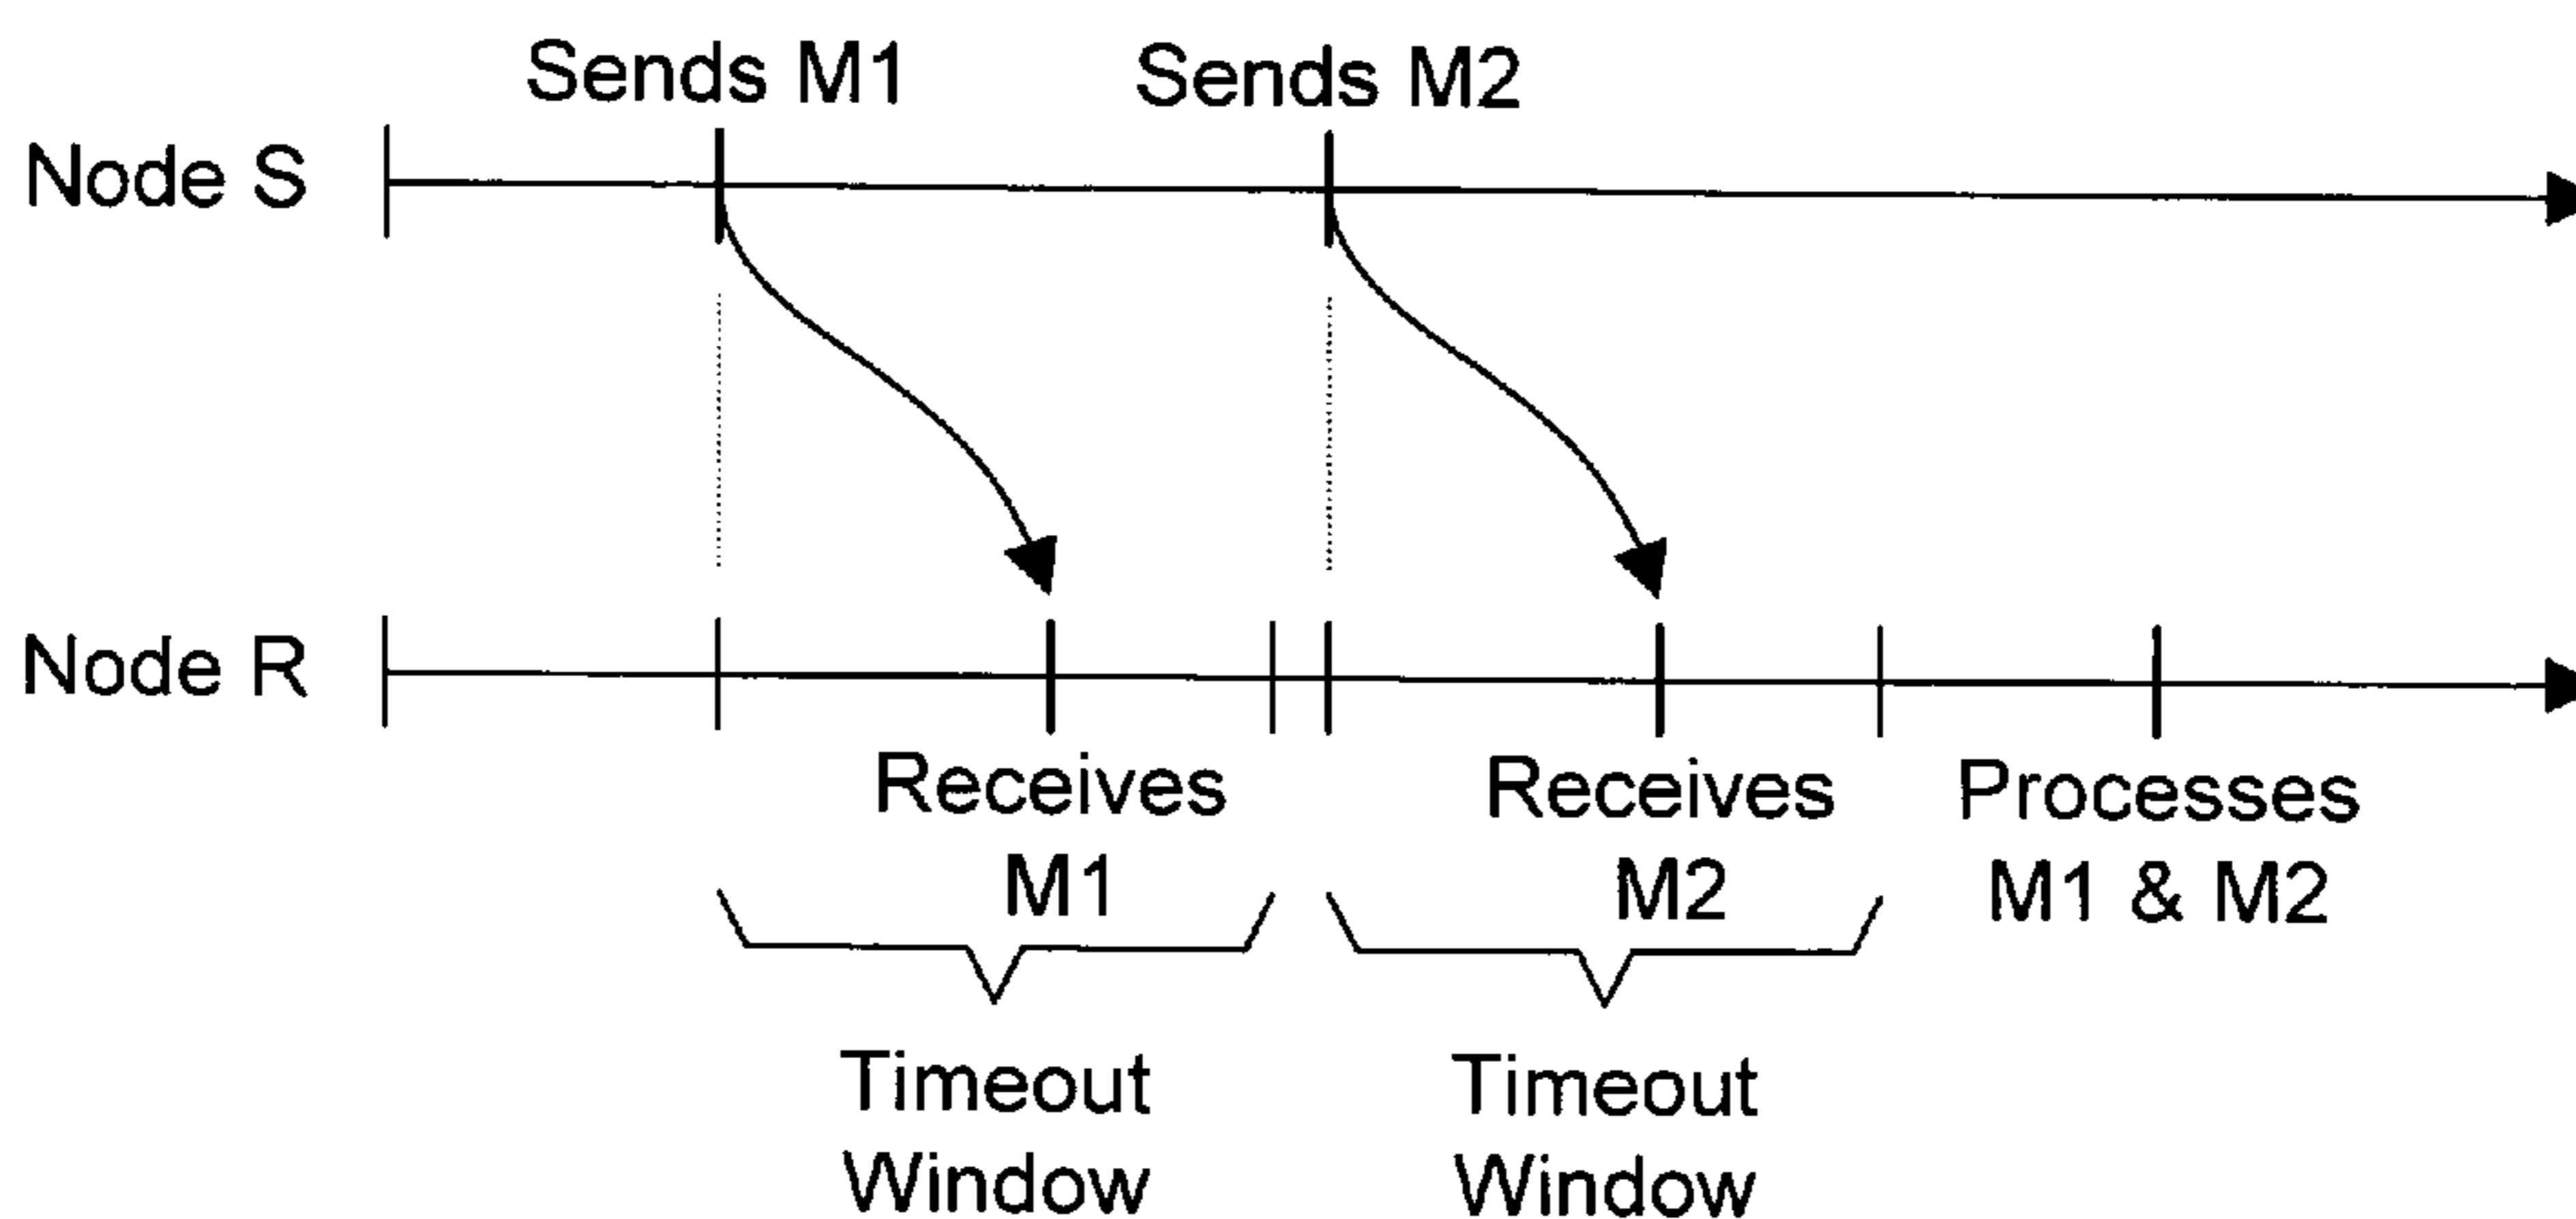 Sends M1
Sends M2
Node S
Node R
Receives
M1
Receives
M2
Processes
M1 & M2
Timeout
Window
Timeout
Window